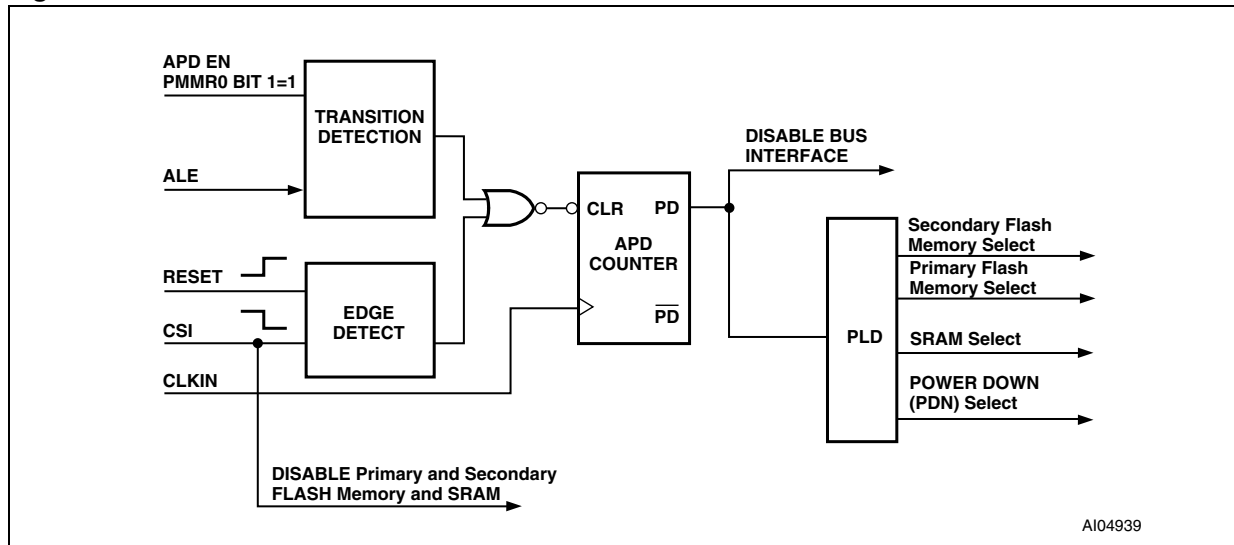 APD EN
PMMR0 BIT 1=1
TRANSITION
DETECTION
ALE
DISABLE BUS
INTERFACE
CLR PD
APD
COUNTER
PD
RESET
CSI
EDGE
DETECT
CLKIN
PLD
Secondary Flash
Memory Select
Primary Flash
Memory Select
SRAM Select
POWER DOWN
(PDN) Select
DISABLE Primary and Secondary
FLASH Memory and SRAM
AI04939